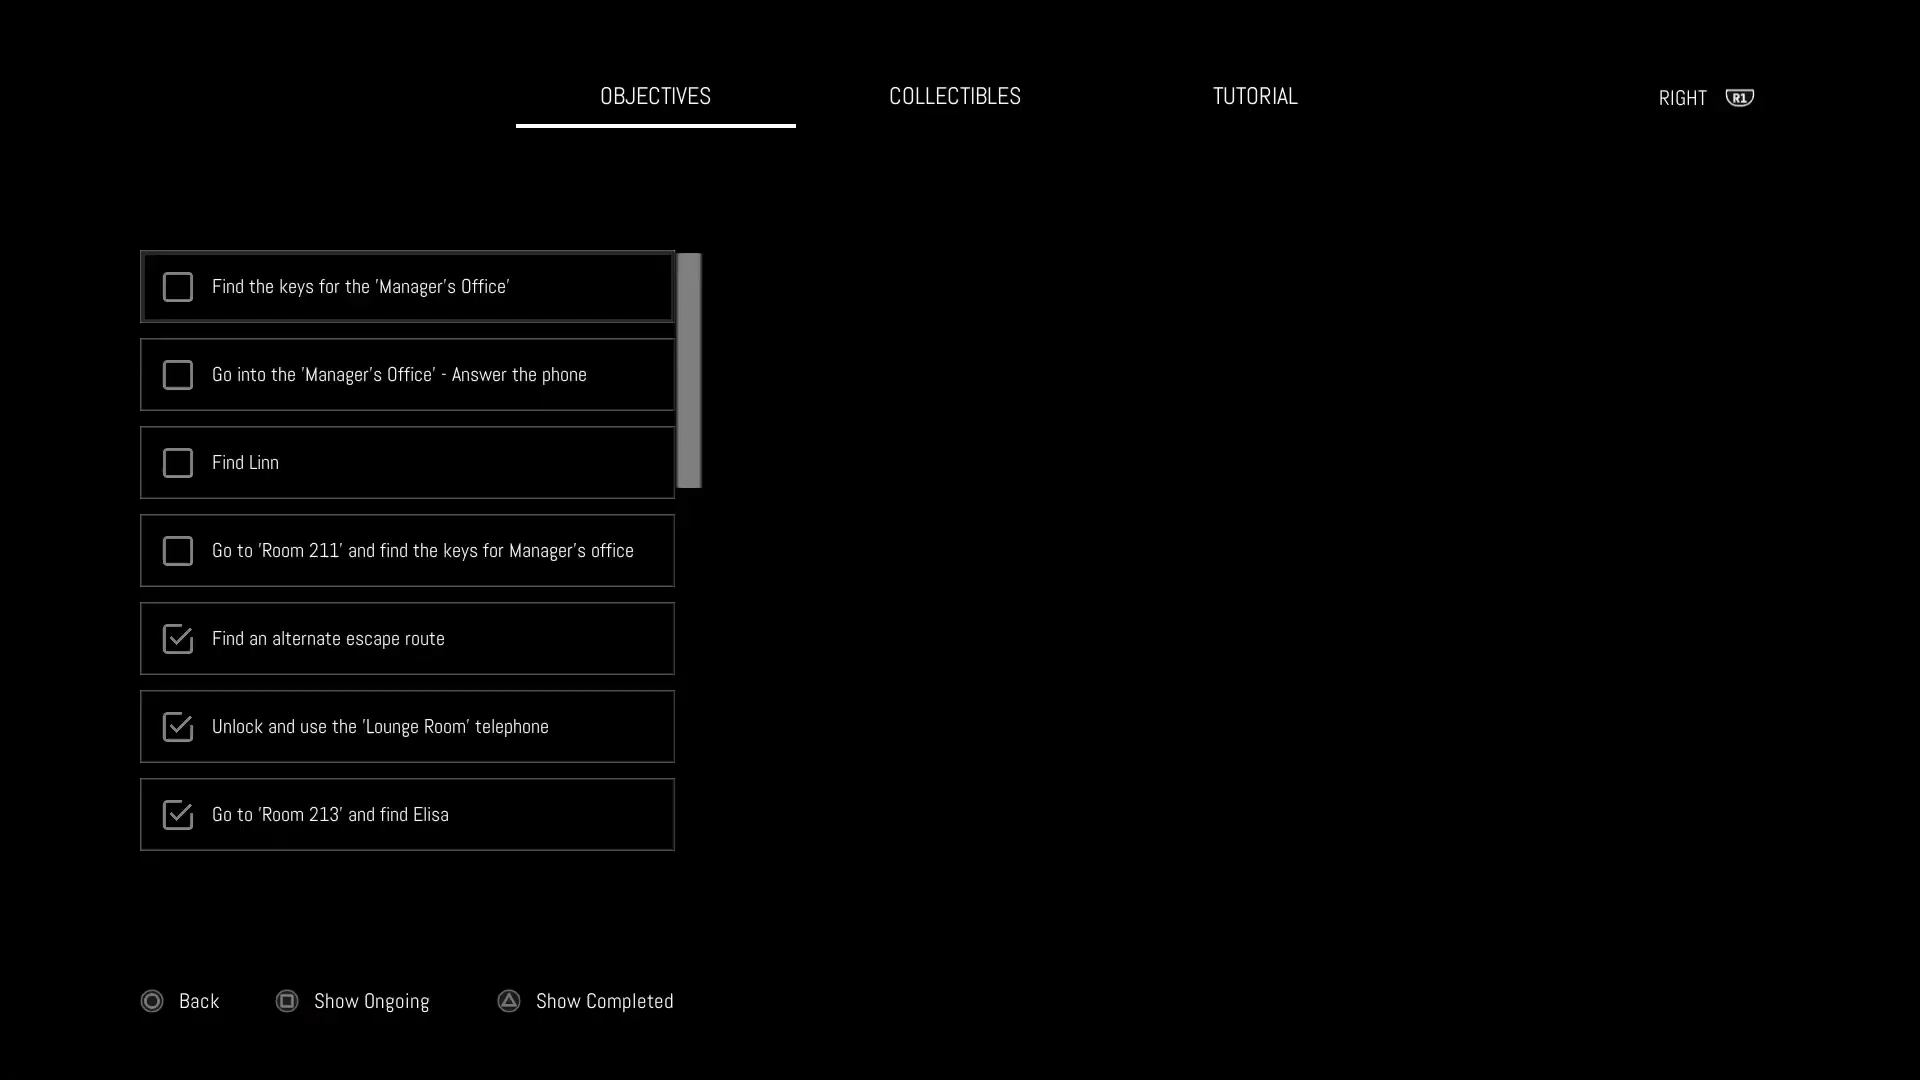 OBJECTIVES
COLLECTIBLES
TUTORIAL
RIGHT R1
Find the keys for the 'Manager's Office'
Go into the 'Manager's Office' - Answer the phone
Find Linn
Go to 'Room 211' and find the keys for Manager's office
Find an alternate escape route
Unlock and use the 'Lounge Room' telephone
Go to 'Room 213' and find Elisa
Back
Show Ongoing
Show Completed